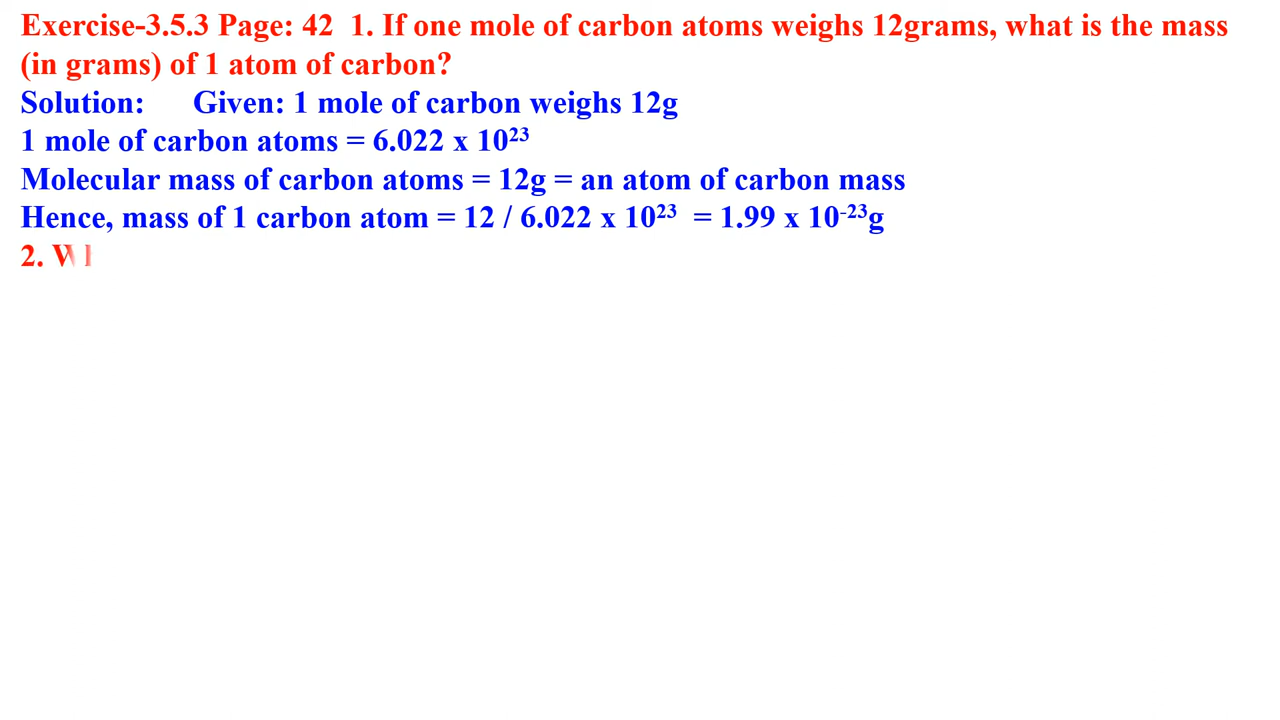 Exercise-3.5.3 Page: 42  1. If one mole of carbon atoms weighs 12grams, what is the mass
(in grams) of 1 atom of carbon?
Solution:      Given: 1 mole of carbon weighs 12g
1 mole of carbon atoms = 6.022 x 10²³
Molecular mass of carbon atoms = 12g = an atom of carbon mass
Hence, mass of 1 carbon atom = 12 / 6.022 x 10²³  = 1.99 x 10⁻²³g
2.